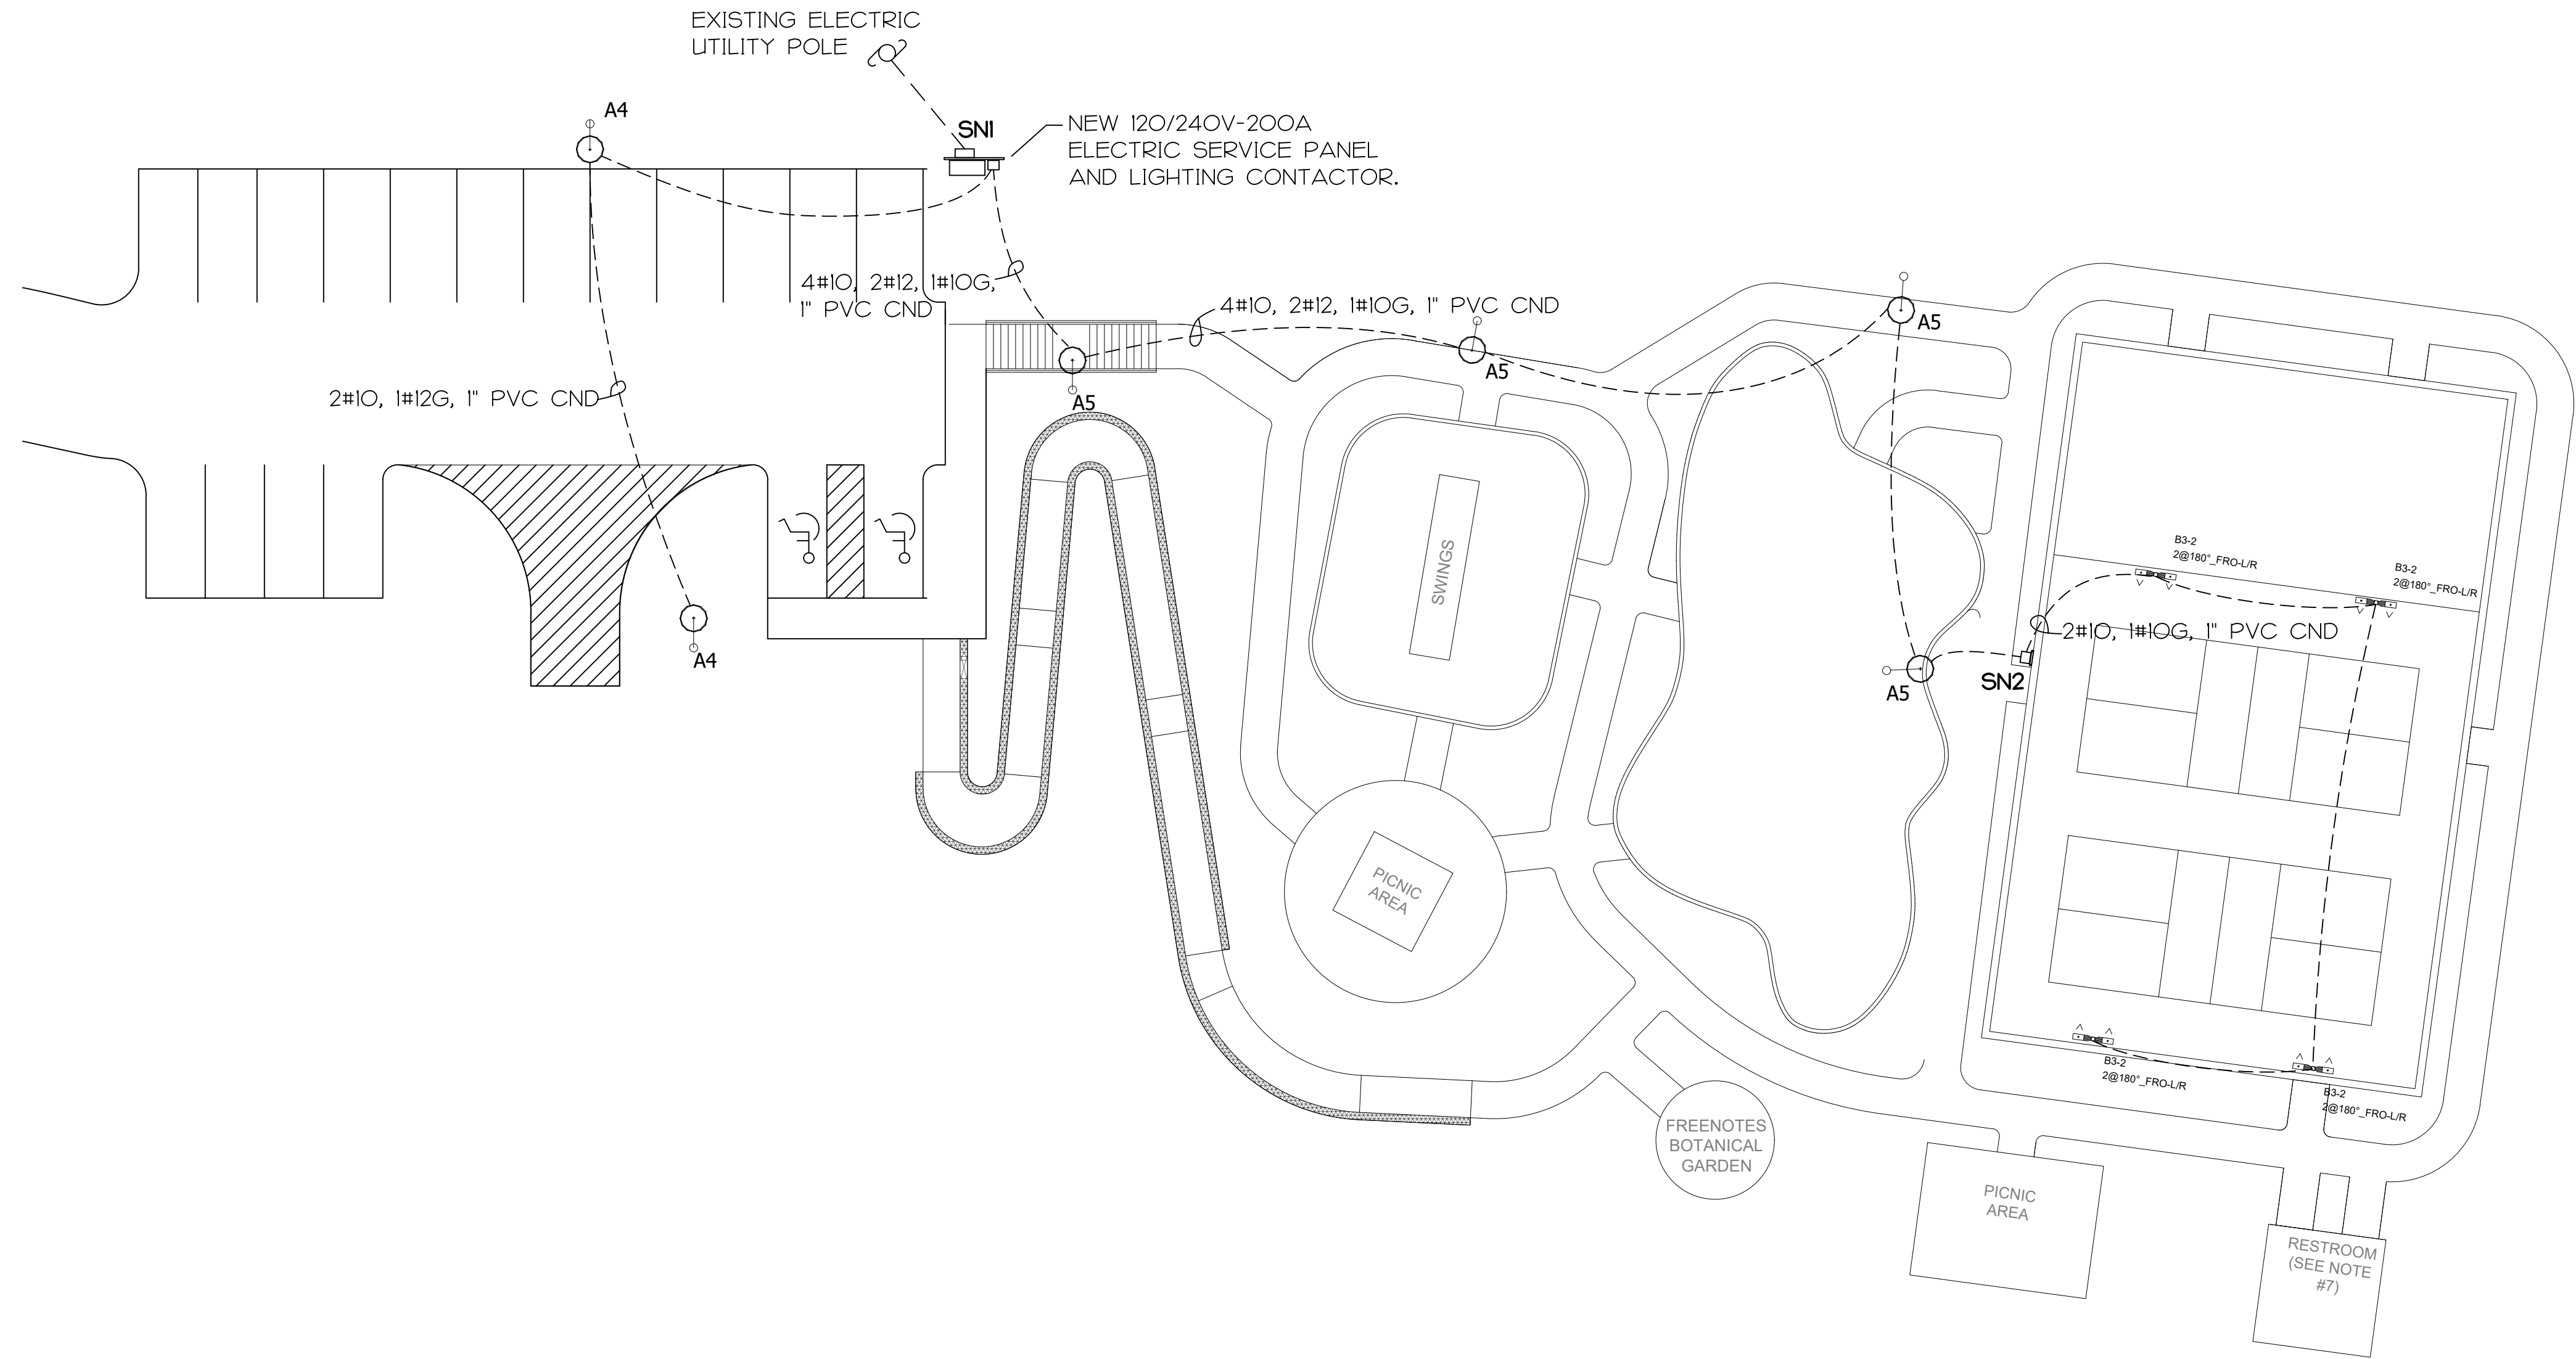 EXISTING ELECTRIC
UTILITY POLE
A4
SN1
NEW 120/240V-200A
ELECTRIC SERVICE PANEL
AND LIGHTING CONTACTOR.
4#10, 2#12, 1#10G,
1" PVC CND
4#10, 2#12, 1#10G, 1" PVC CND
A5
A5
A5
2#10, 1#12G, 1" PVC CND
A4
SWINGS
B3-2
2@180°_FRO-L/R
B3-2
2@180°_FRO-L/R
2#10, 1#10G, 1" PVC CND
A5
SN2
PICNIC
AREA
B3-2
2@180°_FRO-L/R
B3-2
2@180°_FRO-L/R
FREENOTES
BOTANICAL
GARDEN
PICNIC
AREA
RESTROOM
(SEE NOTE
#7)